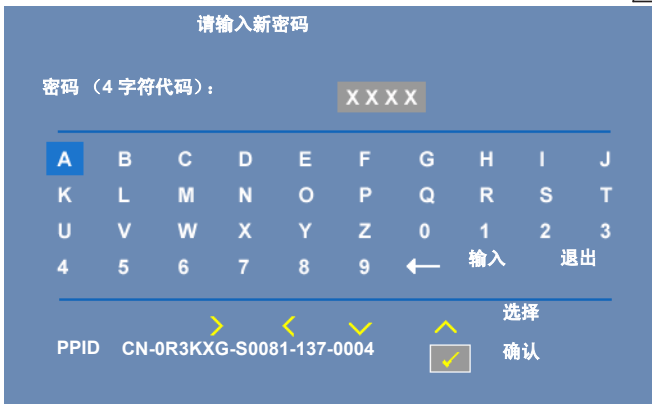 请输入新密码
密码 （4 字符代码）：
X X X X
A B C D E F G H I J
K L M N O P Q R S T
U V W X Y Z 0 1 2 3
4 5 6 7 8 9 ← 输入 退出
选择
PPID CN-0R3KXG-S0081-137-0004 确认